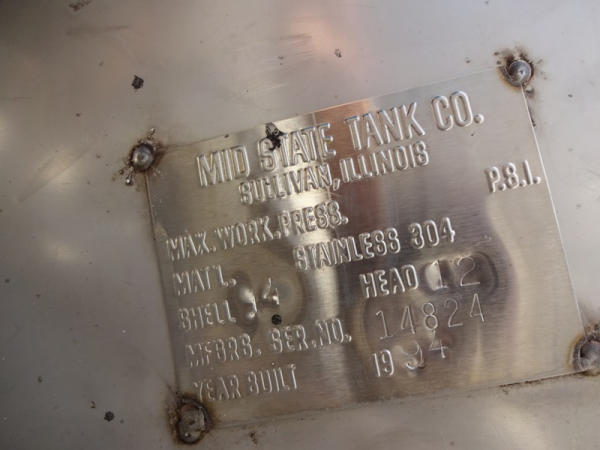 MID STATE TANK CO.
SULLIVAN, ILLINOIS
MAX. WORK. PRESS. P.S.I.
MAT'L. STAINLESS 304
SHELL 14 HEAD 12
MFGRS. SER. NO. 14824
YEAR BUILT 1994